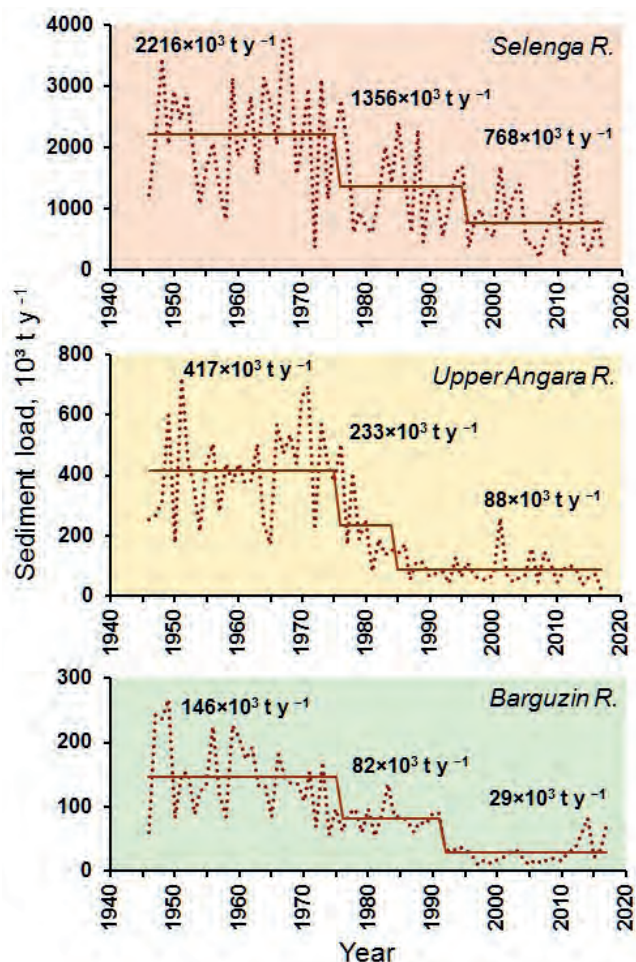 Sediment load, 10³ t y ⁻¹
4000
3000
2000
1000
0
2216×10³ t y ⁻¹
1356×10³ t y ⁻¹
768×10³ t y ⁻¹
Selenga R.
1940 1950 1960 1970 1980 1990 2000 2010 2020
800
600
400
200
0
417×10³ t y ⁻¹
233×10³ t y ⁻¹
88×10³ t y ⁻¹
Upper Angara R.
1940 1950 1960 1970 1980 1990 2000 2010 2020
300
200
100
0
146×10³ t y ⁻¹
82×10³ t y ⁻¹
29×10³ t y ⁻¹
Barguzin R.
1940 1950 1960 1970 1980 1990 2000 2010 2020
Year